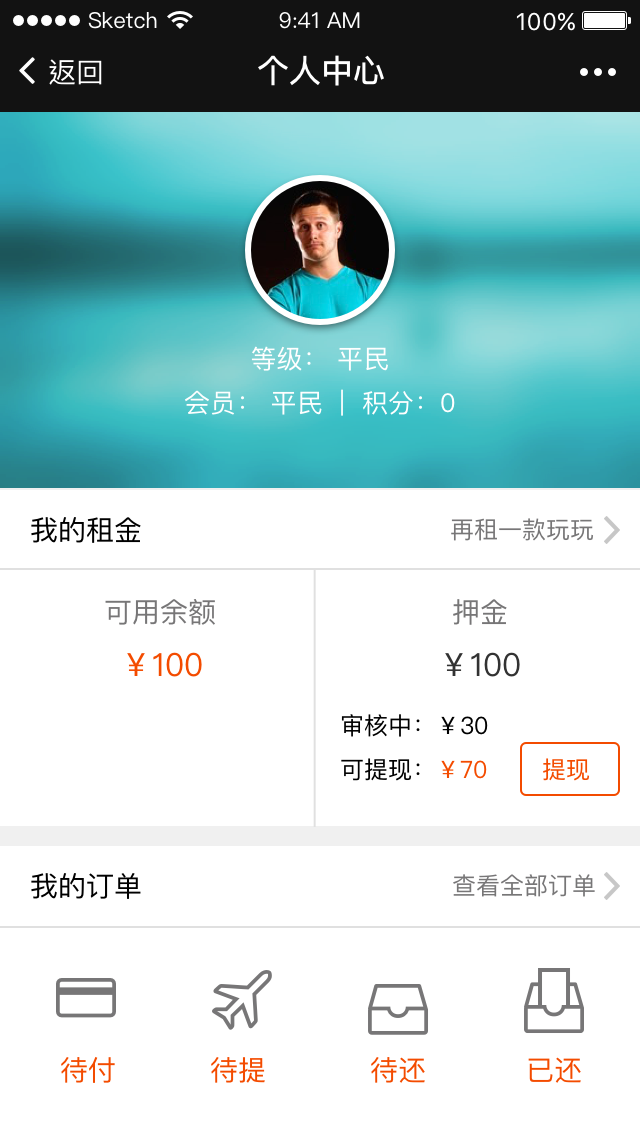 Sketch 9:41 AM 100%
返回 个人中心
等级： 平民
会员： 平民 | 积分：0
我的租金 再租一款玩玩
可用余额 押金
¥100 ¥100
审核中： ¥30
可提现： ¥70 提现
我的订单 查看全部订单
待付 待提 待还 已还